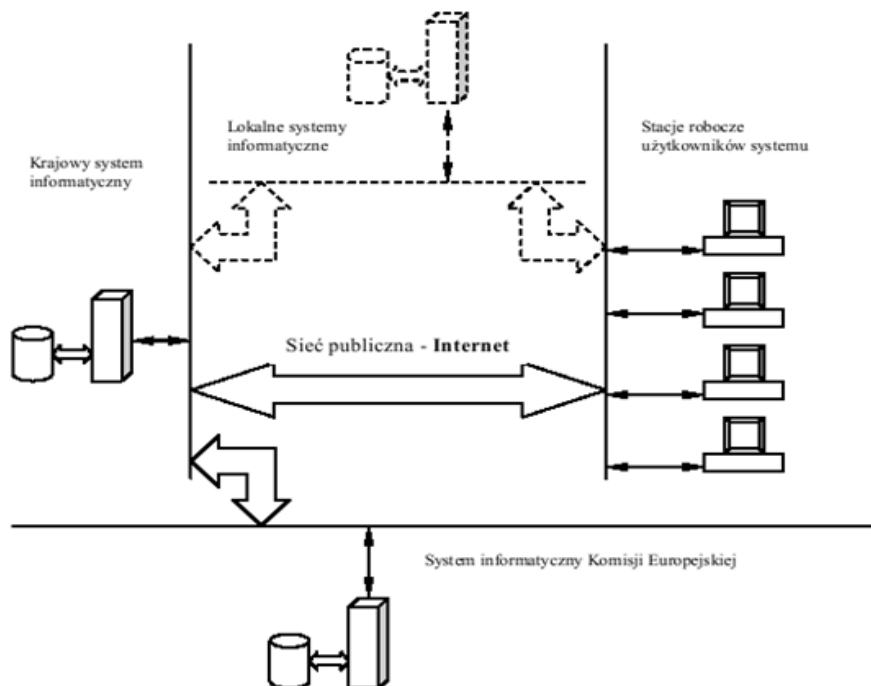 Lokalne systemy
informatyczne
Stacje robocze
użytkowników systemu
Krajowy system
informatyczny
Sieć publiczna - Internet
System informatyczny Komisji Europejskiej